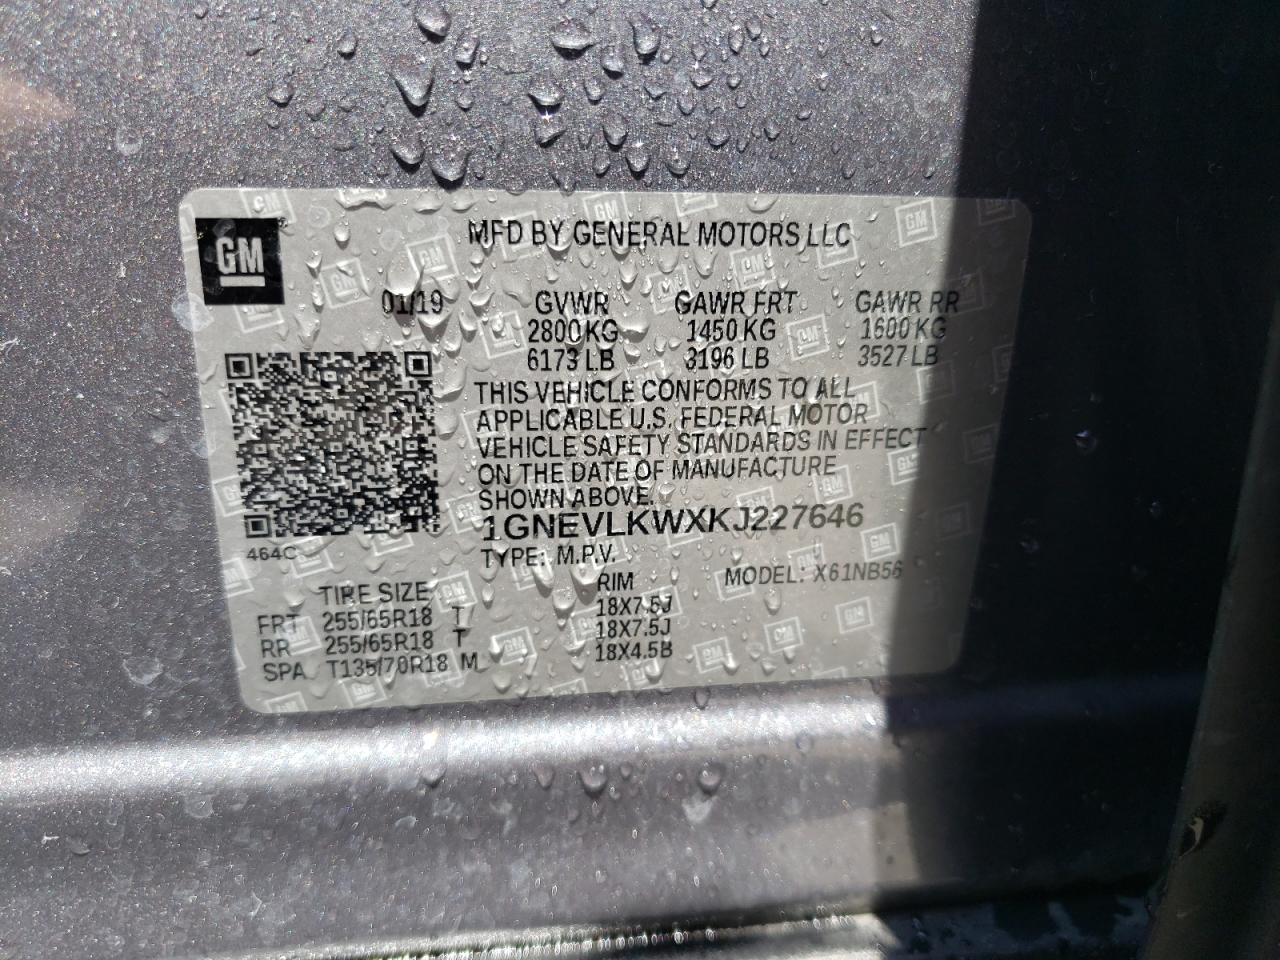 GM
MFD BY GENERAL MOTORS LLC
01/19 GVWR GAWR FRT GAWR RR
2800 KG 1450 KG 1600 KG
6173 LB 3196 LB 3527 LB
THIS VEHICLE CONFORMS TO ALL
APPLICABLE U.S. FEDERAL MOTOR
VEHICLE SAFETY STANDARDS IN EFFECT
ON THE DATE OF MANUFACTURE
SHOWN ABOVE.
1GNEVLKWXKJ227646
464C
TYPE: M.P.V.
MODEL: X61NB56
TIRE SIZE RIM
FRT 255/65R18 T 18X7.5J
RR 255/65R18 T 18X7.5J
SPA T135/70R18 M 18X4.5B